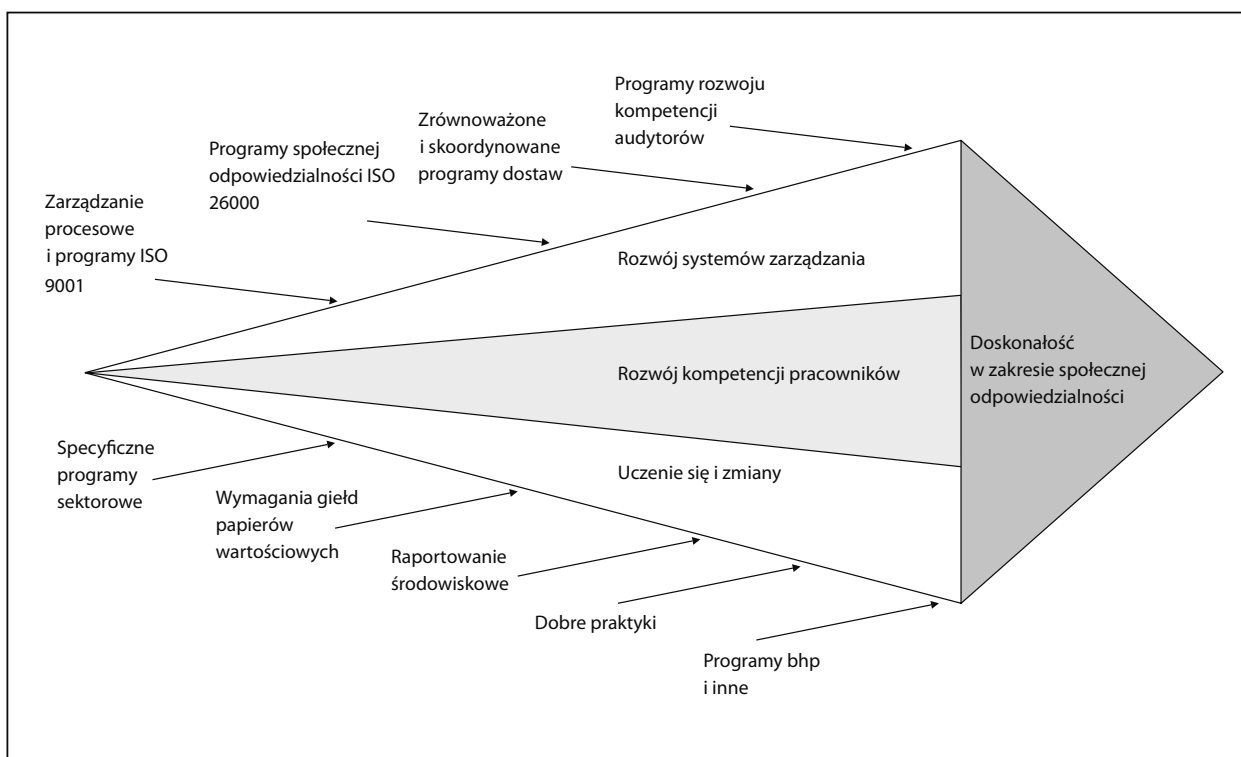 Programy rozwoju
kompetencji
audytorów
Zrównoważone
i skoordynowane
programy dostaw
Programy społecznej
odpowiedzialności ISO
26000
Zarządzanie
procesowe
i programy ISO
9001
Rozwój systemów zarządzania
Rozwój kompetencji pracowników
Doskonałość
w zakresie społecznej
odpowiedzialności
Uczenie się i zmiany
Specyficzne
programy
sektorowe
Wymagania giełd
papierów
wartościowych
Raportowanie
środowiskowe
Dobre praktyki
Programy bhp
i inne